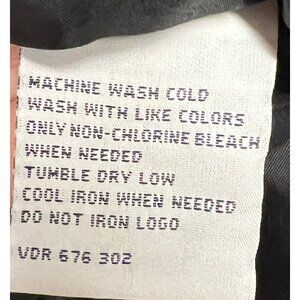 MACHINE WASH COLD
WASH WITH LIKE COLORS
ONLY NON-CHLORINE BLEACH
WHEN NEEDED
TUMBLE DRY LOW
COOL IRON WHEN NEEDED
DO NOT IRON LOGO
VDR 676 302